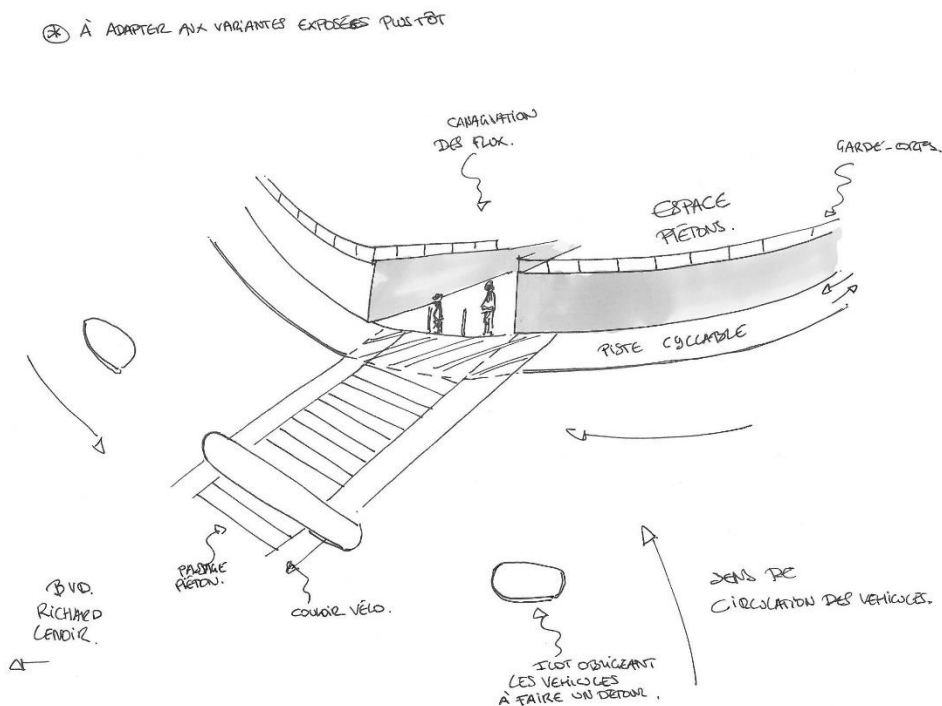 * À ADAPTER AUX VARIANTES EXPOSÉES PLUS TÔT
CANALISATION
DES FLUX.
GARDE-CORPS.
ESPACE
PIÉTONS.
PISTE CYCLABLE
PASSAGE
PIÉTON.
COULOIR VÉLO.
BVD.
RICHARD
LENOIR.
SENS DE
CIRCULATION DES VEHICULES.
ILOT OBLIGEANT
LES VEHICULES
À FAIRE UN DETOUR.